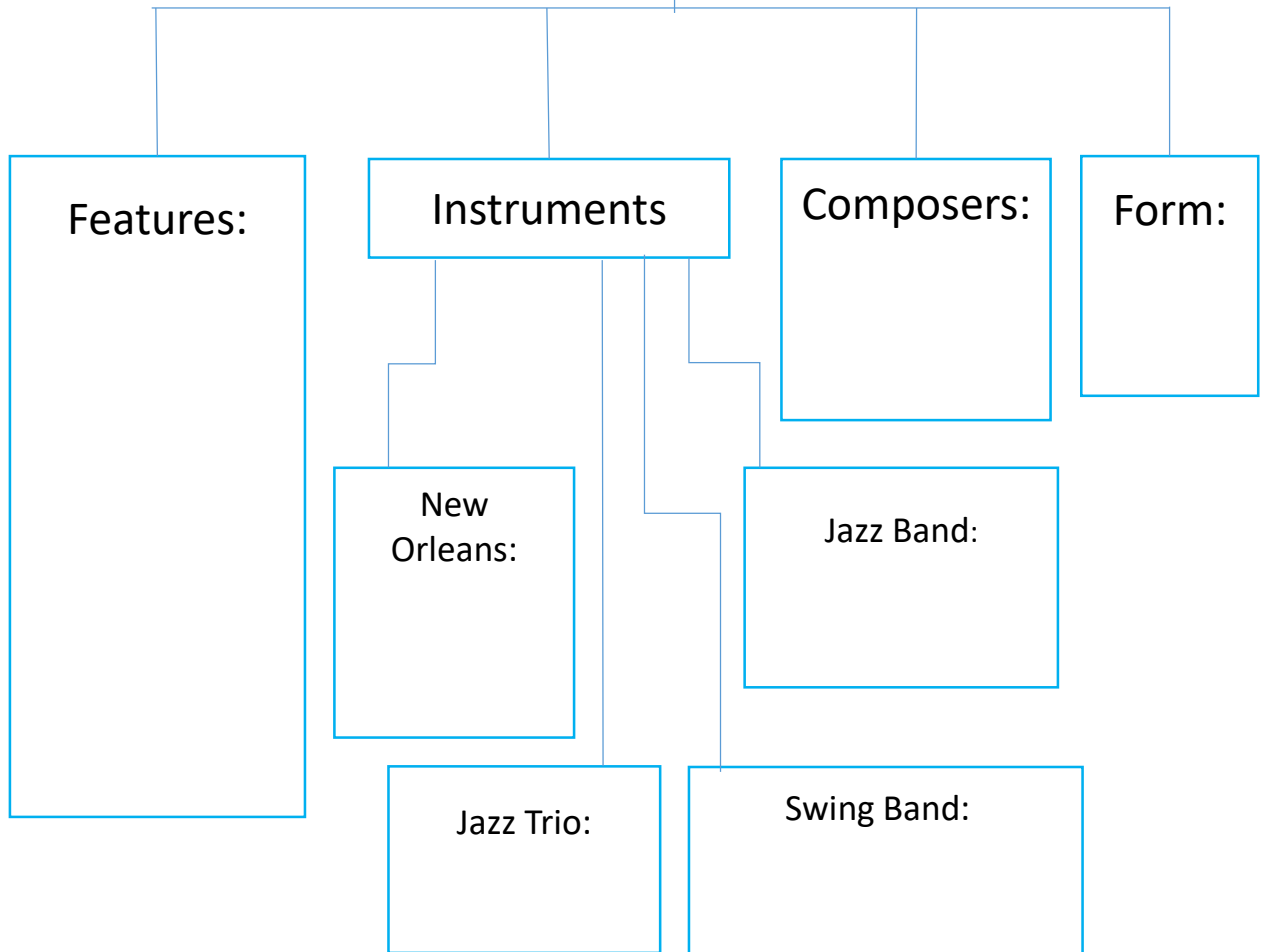 Features:
Instruments
Composers:
Form:
New
Orleans:
Jazz Band:
Jazz Trio:
Swing Band: